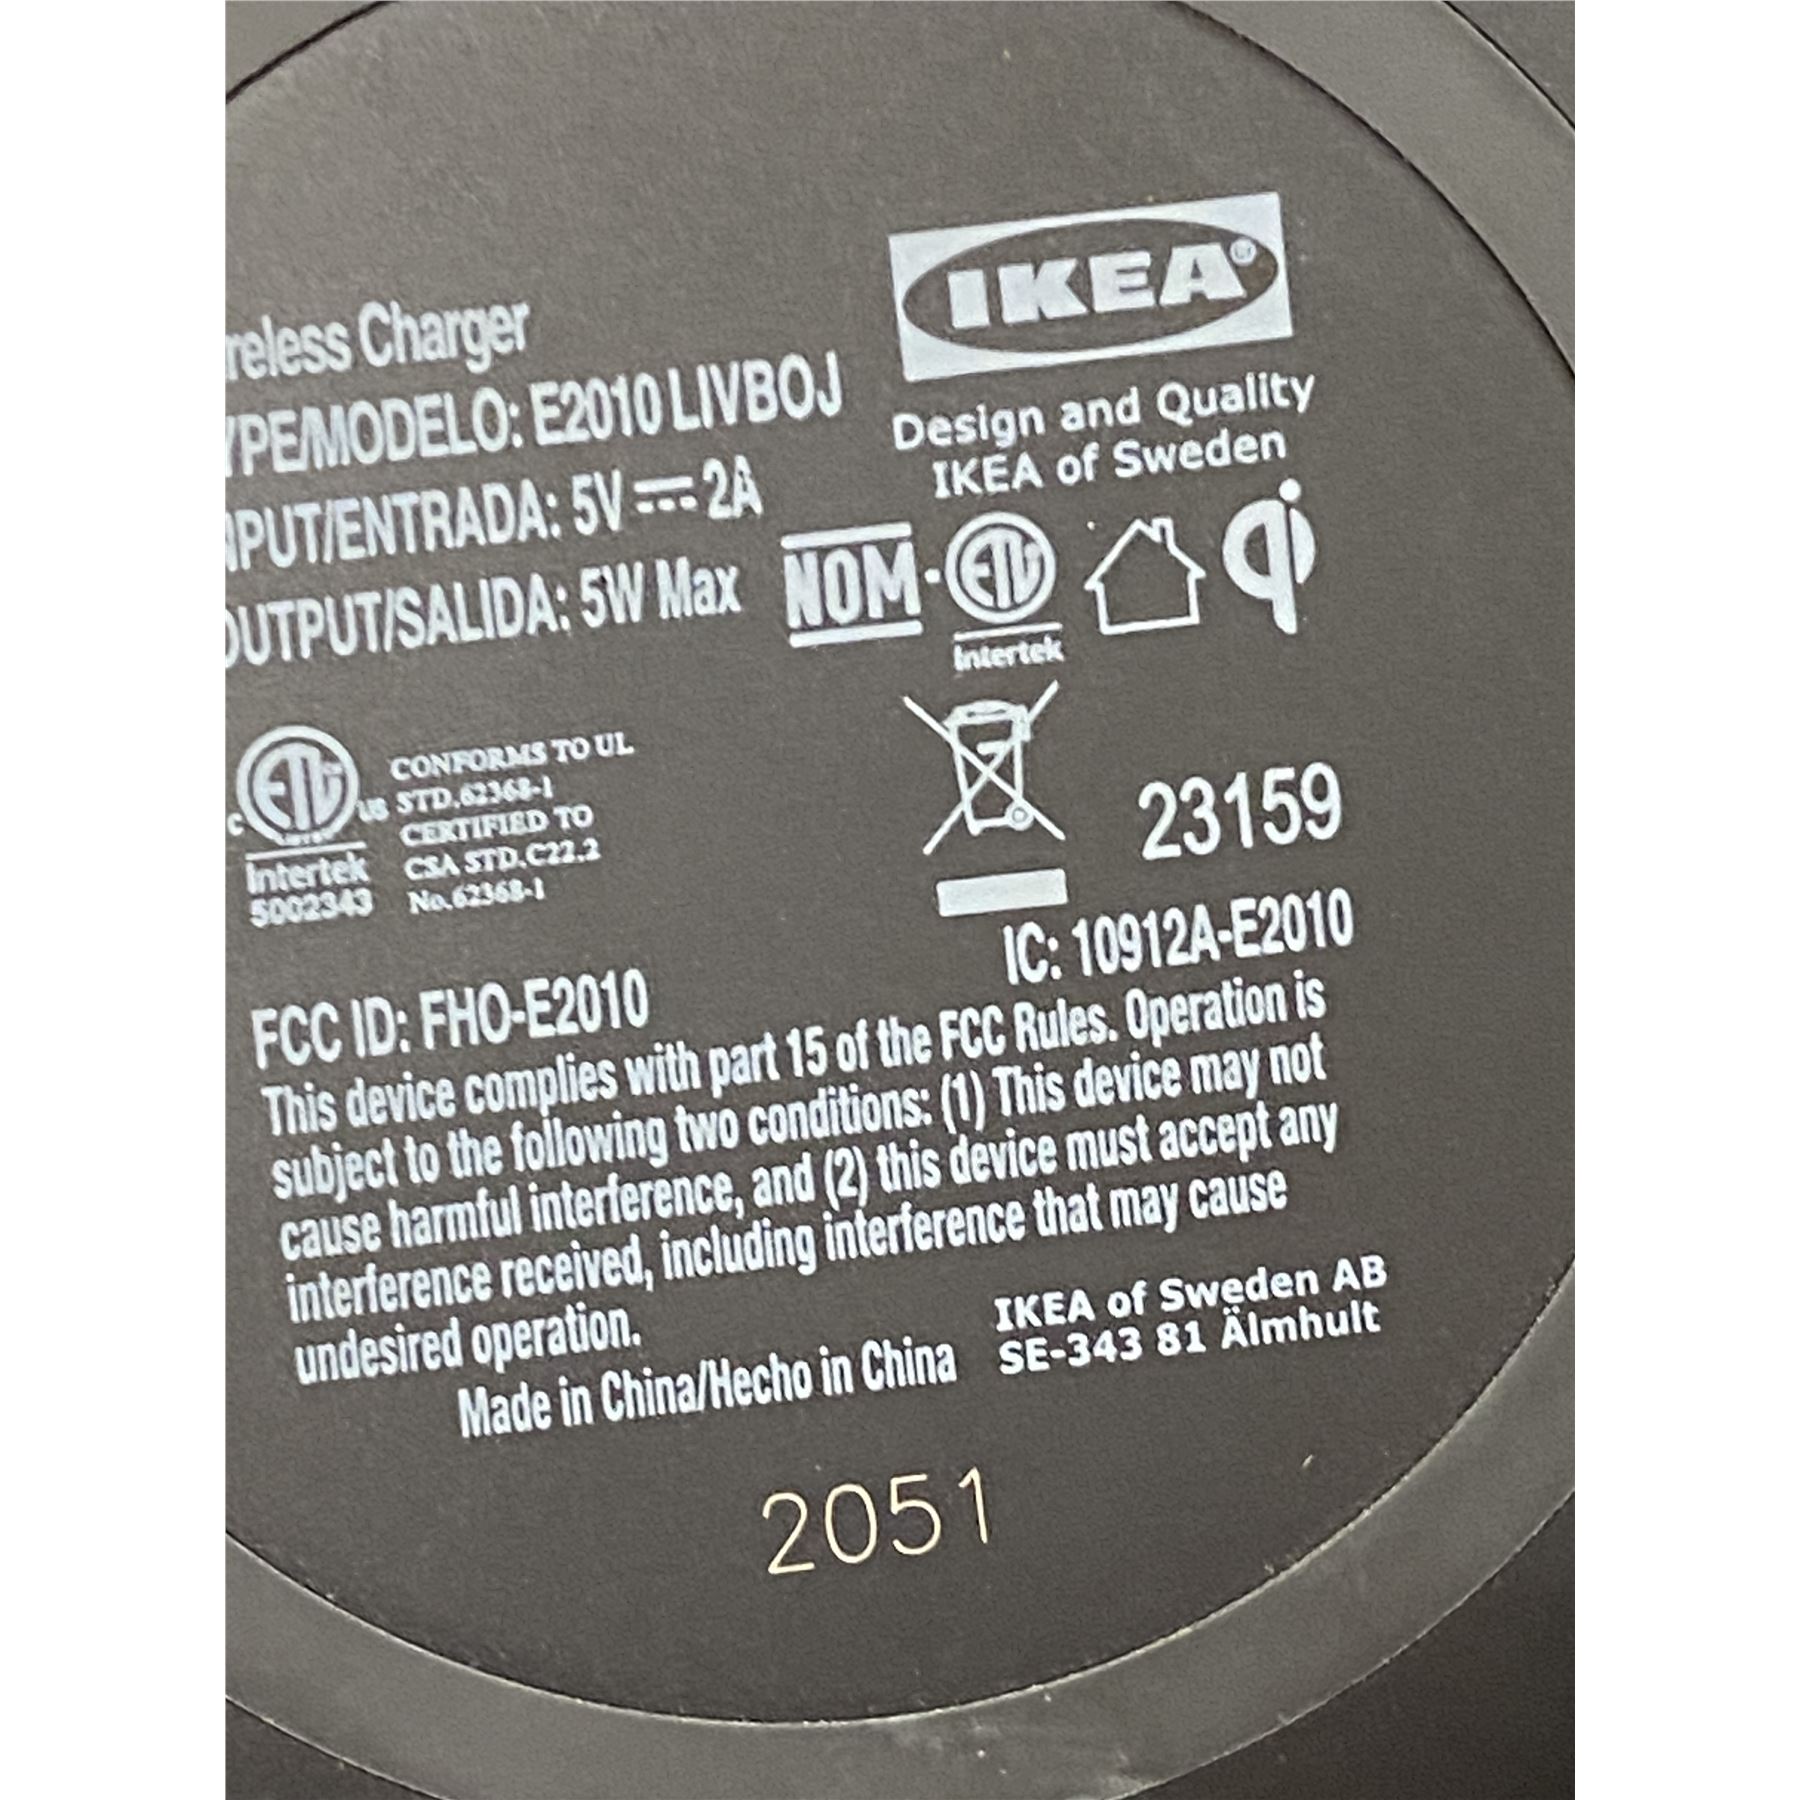 IKEA®
Design and Quality
IKEA of Sweden
reless Charger
YPE/MODELO: E2010 LIVBOJ
NPUT/ENTRADA: 5V ⎓ 2A
OUTPUT/SALIDA: 5W Max
NOM - ETL
Intertek
qi
C ETL US
Intertek
5002343
CONFORMS TO UL
STD.62368-1
CERTIFIED TO
CSA STD.C22.2
No.62368-1
23159
FCC ID: FHO-E2010
IC: 10912A-E2010
This device complies with part 15 of the FCC Rules. Operation is
subject to the following two conditions: (1) This device may not
cause harmful interference, and (2) this device must accept any
interference received, including interference that may cause
undesired operation.
Made in China/Hecho in China
IKEA of Sweden AB
SE-343 81 Älmhult
2051